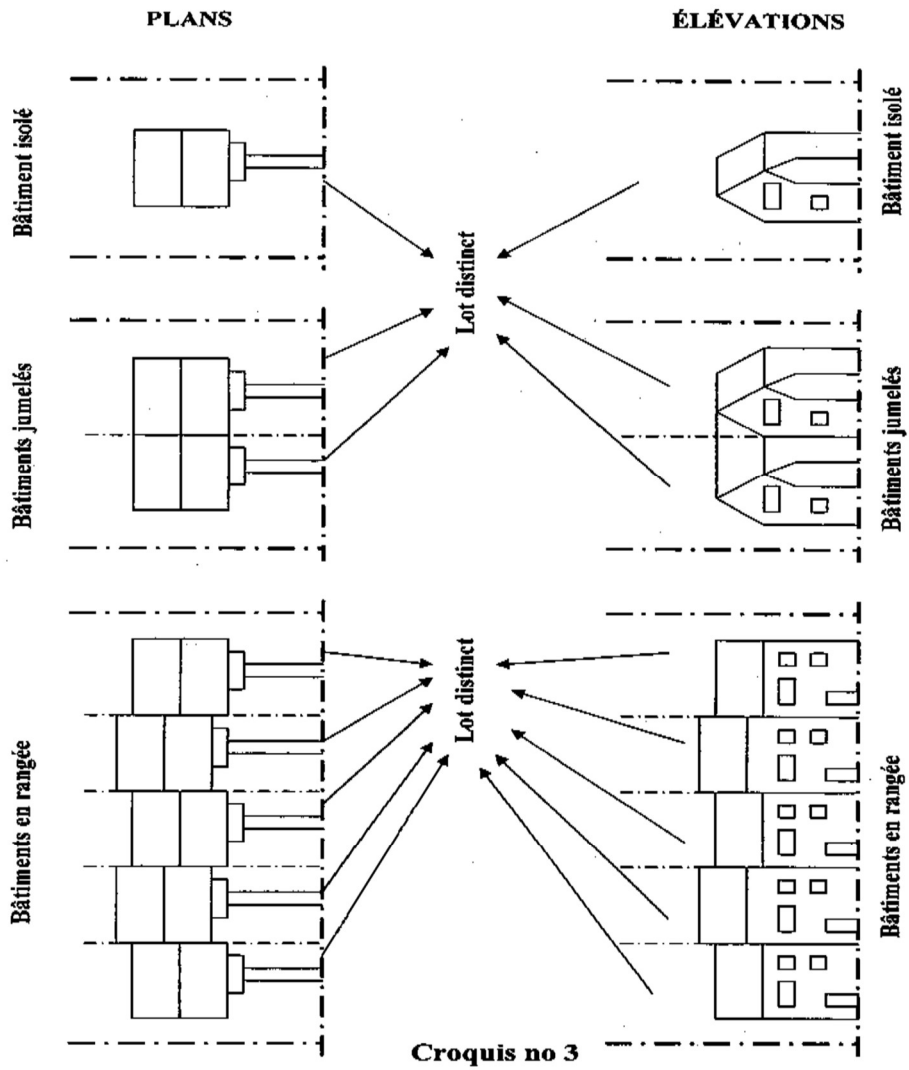 PLANS
ÉLÉVATIONS
Bâtiment isolé
Bâtiment isolé
Lot distinct
Bâtiments jumelés
Bâtiments jumelés
Lot distinct
Bâtiments en rangée
Bâtiments en rangée
Croquis no 3